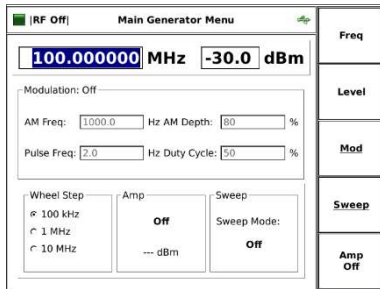 |RF Off| Main Generator Menu
100.000000 MHz -30.0 dBm
Modulation: Off
AM Freq: 1000.0 Hz AM Depth: 80 %
Pulse Freq: 2.0 Hz Duty Cycle: 50 %
Wheel Step
100 kHz
1 MHz
10 MHz
Amp
Off
--- dBm
Sweep
Sweep Mode:
Off
Freq
Level
Mod
Sweep
Amp
Off